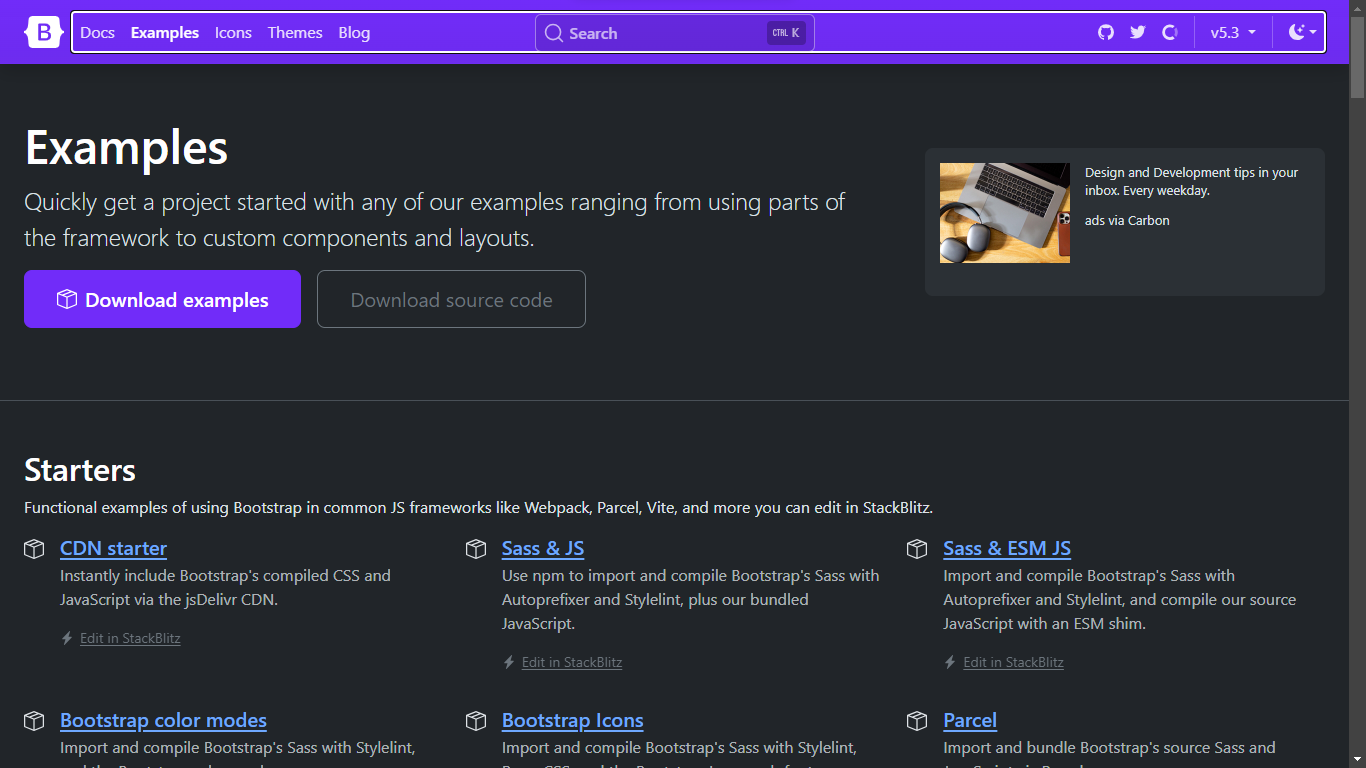 B Docs Examples Icons Themes Blog Search CTRL K v5.3
Examples
Quickly get a project started with any of our examples ranging from using parts of
the framework to custom components and layouts.
Download examples Download source code
Design and Development tips in your
inbox. Every weekday.
ads via Carbon
Starters
Functional examples of using Bootstrap in common JS frameworks like Webpack, Parcel, Vite, and more you can edit in StackBlitz.
CDN starter
Instantly include Bootstrap's compiled CSS and
JavaScript via the jsDelivr CDN.
Edit in StackBlitz
Sass & JS
Use npm to import and compile Bootstrap's Sass with
Autoprefixer and Stylelint, plus our bundled
JavaScript.
Edit in StackBlitz
Sass & ESM JS
Import and compile Bootstrap's Sass with
Autoprefixer and Stylelint, and compile our source
JavaScript with an ESM shim.
Edit in StackBlitz
Bootstrap color modes
Import and compile Bootstrap's Sass with Stylelint,
Bootstrap Icons
Import and compile Bootstrap's Sass with Stylelint,
Parcel
Import and bundle Bootstrap's source Sass and